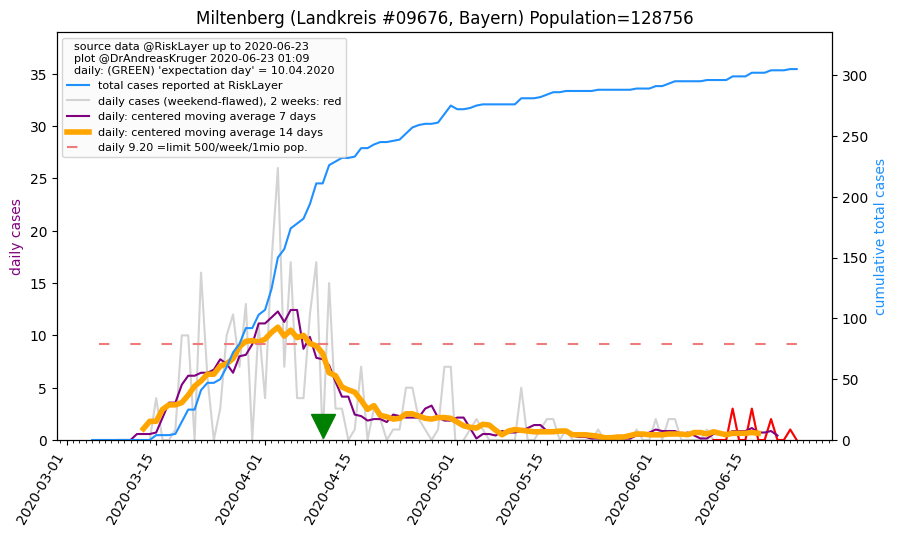 Miltenberg (Landkreis #09676, Bayern) Population=128756
source data @RiskLayer up to 2020-06-23
plot @DrAndreasKruger 2020-06-23 01:09
daily: (GREEN) 'expectation day' = 10.04.2020
total cases reported at RiskLayer
daily cases (weekend-flawed), 2 weeks: red
daily: centered moving average 7 days
daily: centered moving average 14 days
daily 9.20 =limit 500/week/1mio pop.
daily cases
35
30
25
20
15
10
5
0
cumulative total cases
300
250
200
150
100
50
0
2020-03-01
2020-03-15
2020-04-01
2020-04-15
2020-05-01
2020-05-15
2020-06-01
2020-06-15